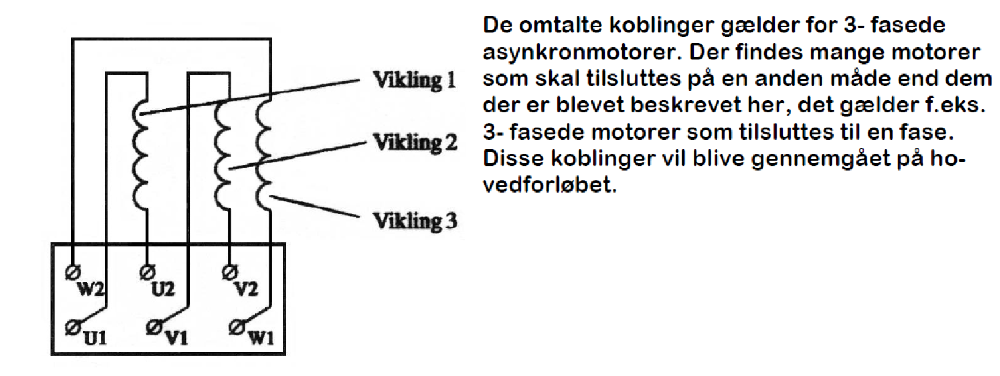 De omtalte koblinger gælder for 3- fasede
asynkronmotorer. Der findes mange motorer
som skal tilsluttes på en anden måde end dem
der er blevet beskrevet her, det gælder f.eks.
3- fasede motorer som tilsluttes til en fase.
Disse koblinger vil blive gennemgået på ho-
vedforløbet.
Vikling 1
Vikling 2
Vikling 3
W2 U2 V2
U1 V1 W1